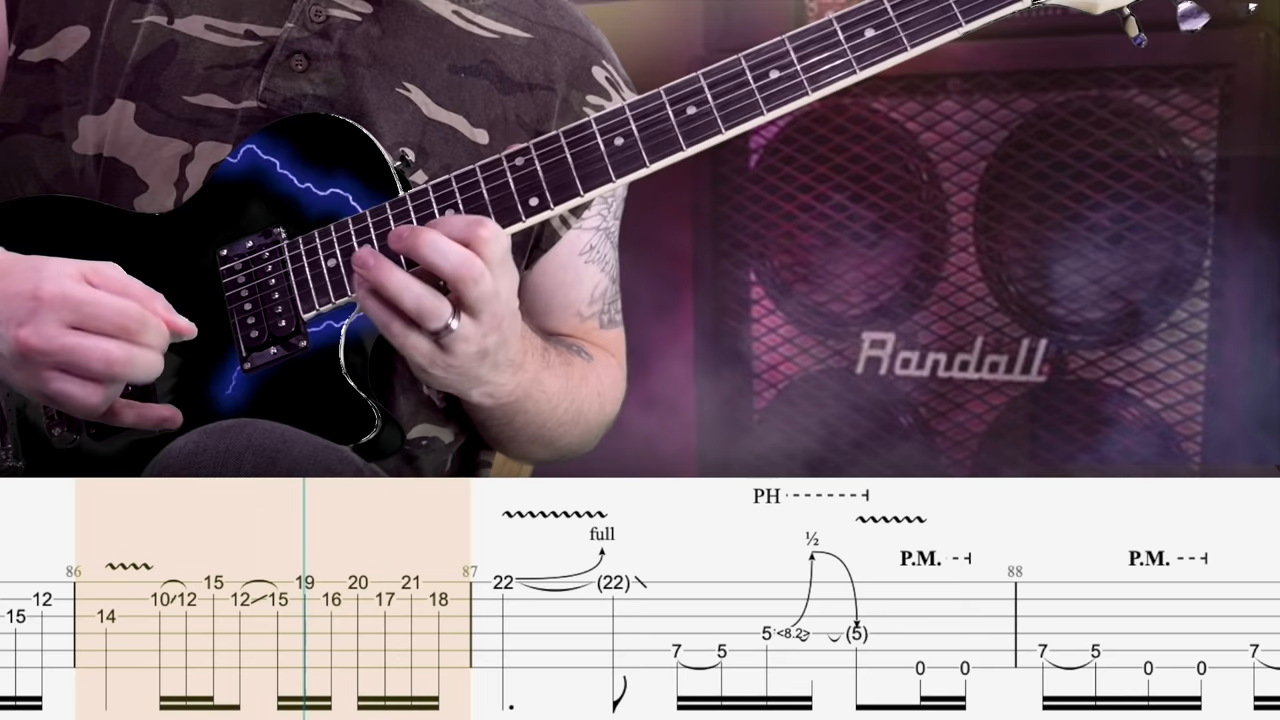 Randall
PH
full
½
P.M. P.M.
86 87 88
15 19 20 21 22 (22)
12 10 12 12 15 16 17 18
15 14
5 <8.2> (5)
7 5 7 5 7
0 0 0 0